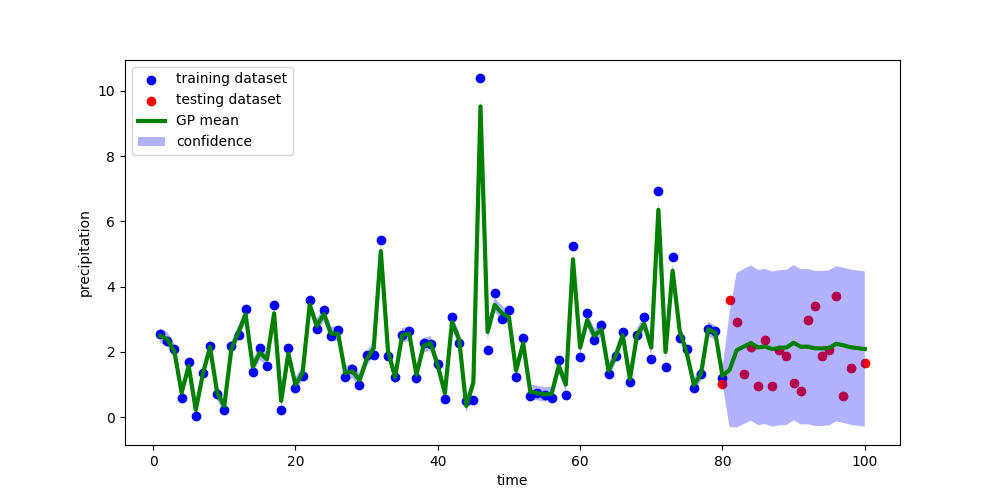 training dataset
testing dataset
GP mean
confidence
10
8
6
4
2
0
precipitation
0 20 40 60 80 100
time